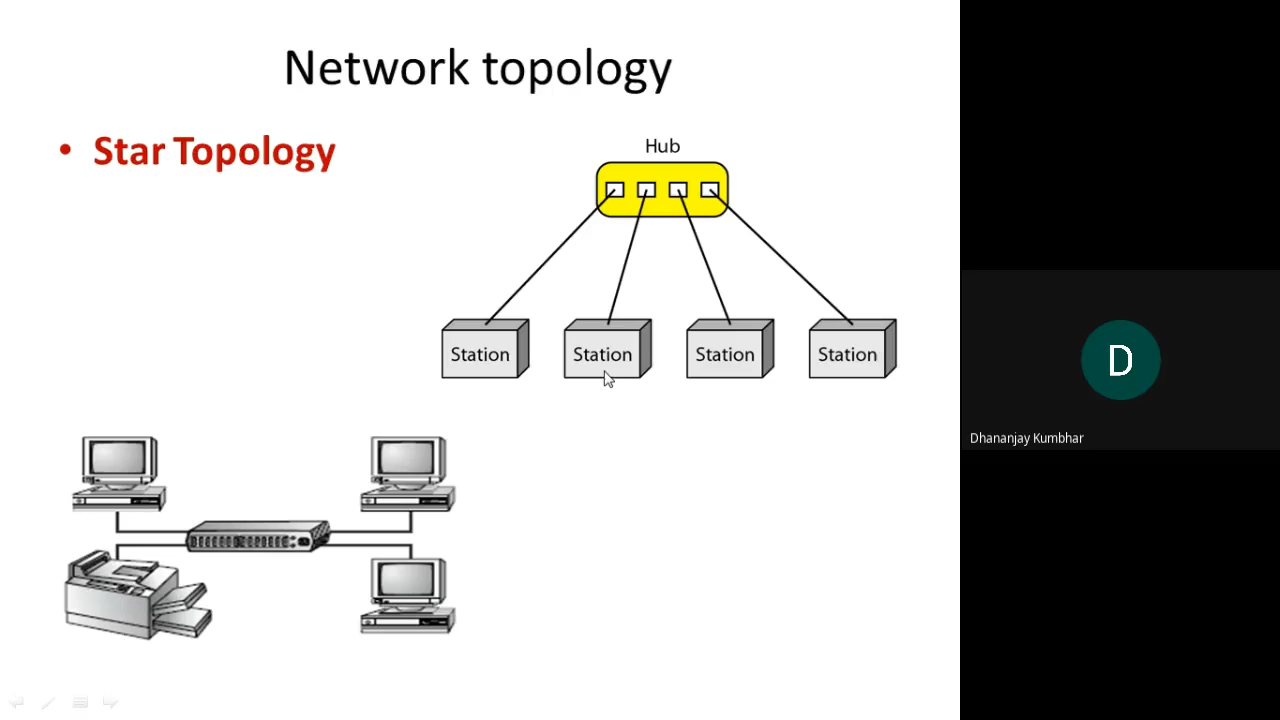 Network topology
• Star Topology
Hub
Station Station Station Station
D
Dhananjay Kumbhar